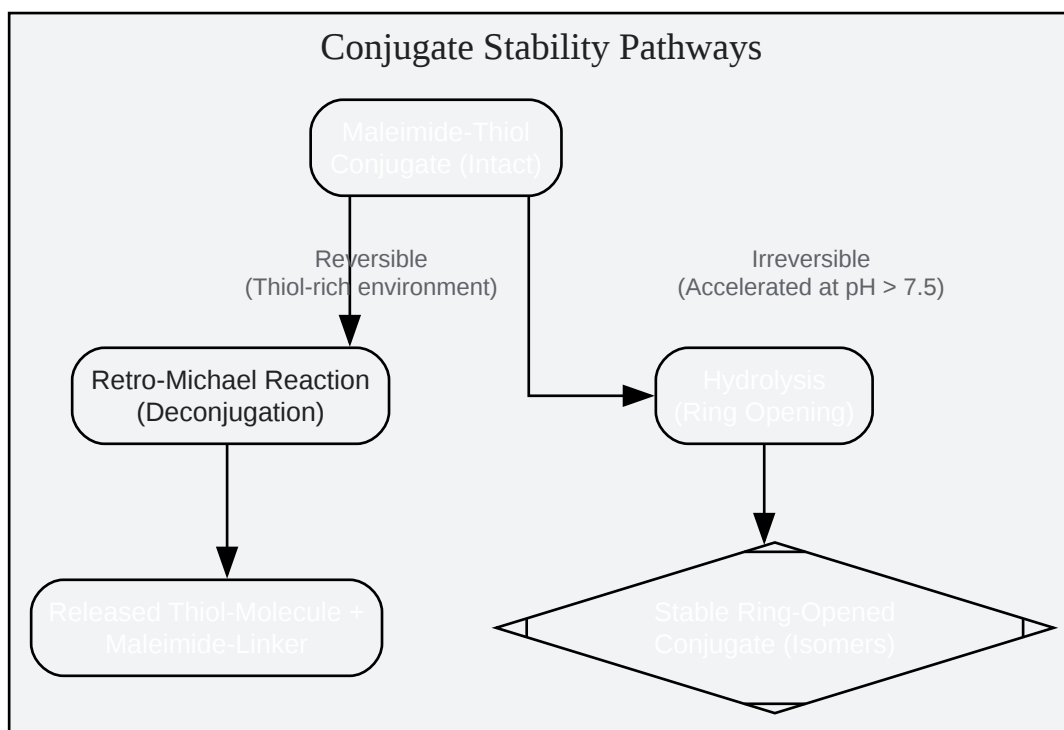 Conjugate Stability Pathways
Maleimide-Thiol
Conjugate (Intact)
Reversible
(Thiol-rich environment)
Irreversible
(Accelerated at pH > 7.5)
Retro-Michael Reaction
(Deconjugation)
Hydrolysis
(Ring Opening)
Released Thiol-Molecule +
Maleimide-Linker
Stable Ring-Opened
Conjugate (Isomers)